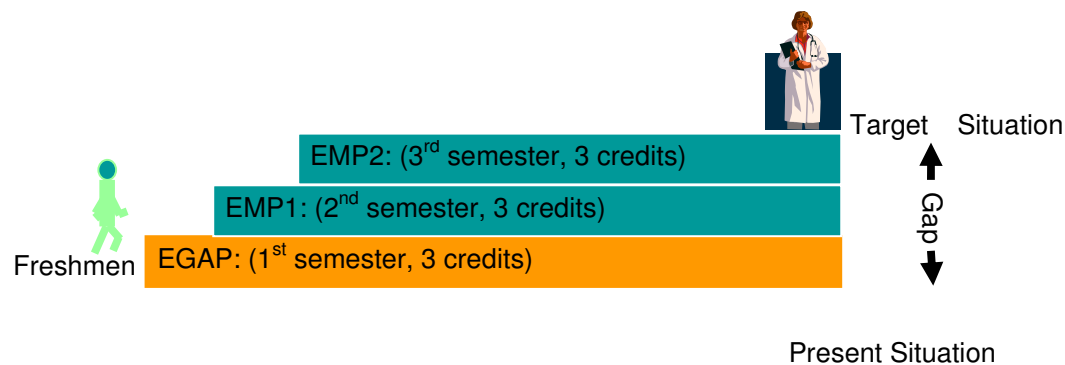 Target Situation
EMP2: (3rd semester, 3 credits)
EMP1: (2nd semester, 3 credits)
Gap
Freshmen
EGAP: (1st semester, 3 credits)
Present Situation